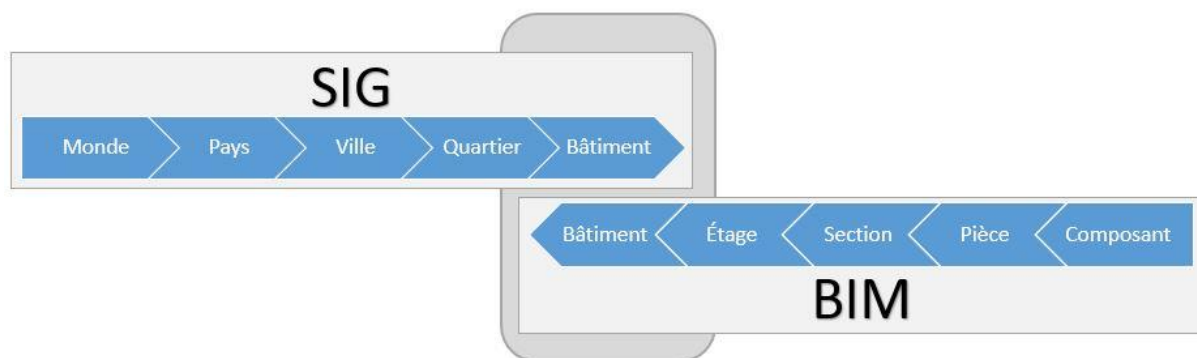 SIG
Monde Pays Ville Quartier Bâtiment
Bâtiment Étage Section Pièce Composant
BIM